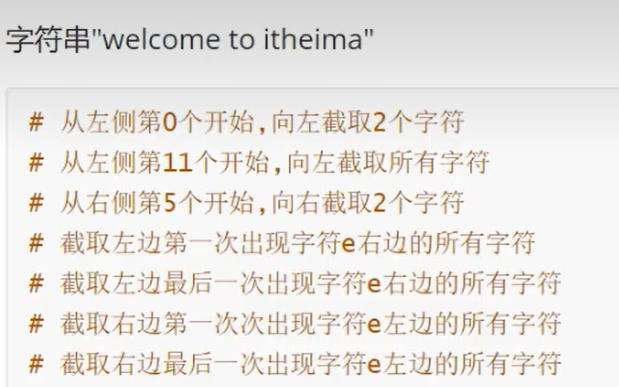 字符串"welcome to itheima"
# 从左侧第0个开始,向左截取2个字符
# 从左侧第11个开始,向左截取所有字符
# 从右侧第5个开始,向右截取2个字符
# 截取左边第一次出现字符e右边的所有字符
# 截取左边最后一次出现字符e右边的所有字符
# 截取右边第一次次出现字符e左边的所有字符
# 截取右边最后一次出现字符e左边的所有字符